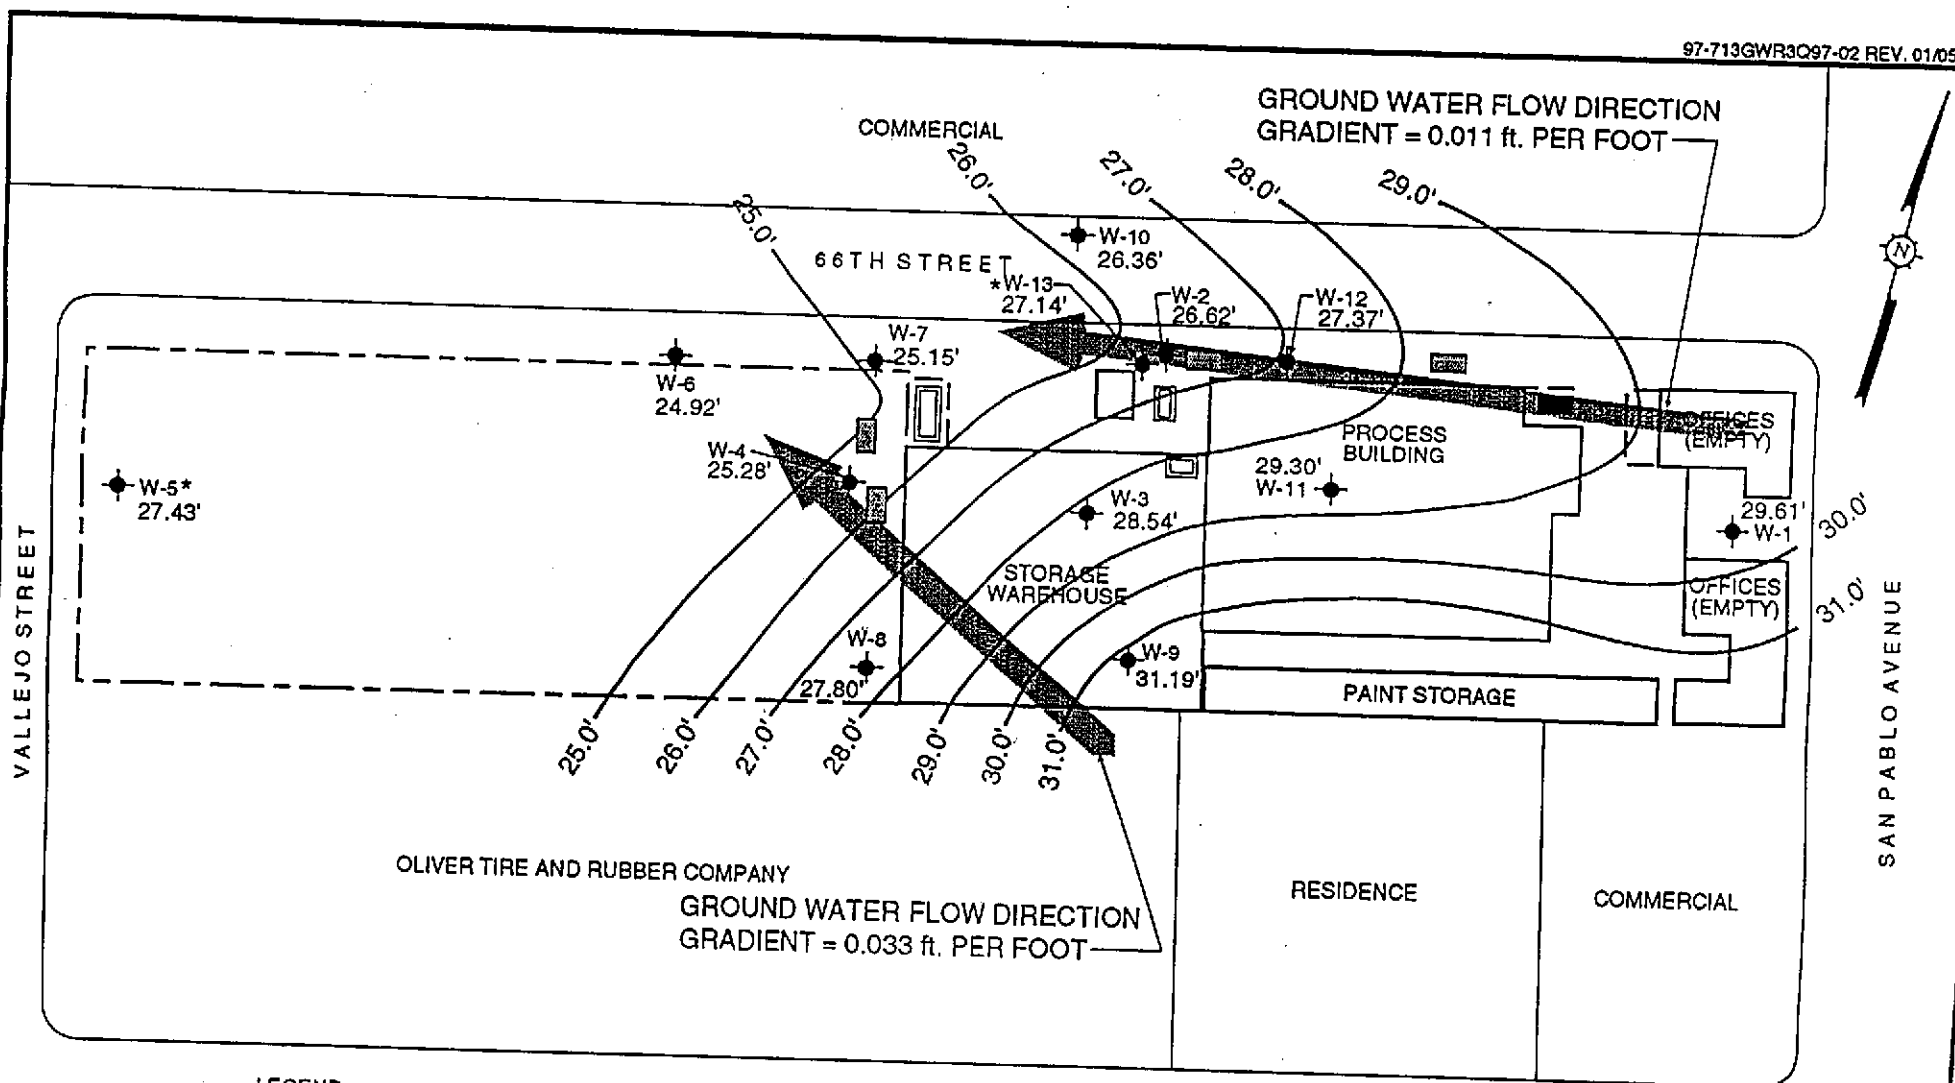 97-713GWR3Q97-02 REV. 01/05
GROUND WATER FLOW DIRECTION
GRADIENT = 0.011 ft. PER FOOT
COMMERCIAL
26.0'
27.0'
28.0'
29.0'
25.0'
W-10
26.36'
66TH STREET
*W-13
27.14'
W-2
26.62'
W-12
27.37'
N
W-7
25.15'
W-6
24.92'
OFFICES
(EMPTY)
PROCESS
BUILDING
W-4
25.28'
29.30'
W-11
W-5*
27.43'
W-3
28.54'
29.61'
W-1
30.0'
STORAGE
WAREHOUSE
OFFICES
(EMPTY)
31.0'
VALLEJO STREET
SAN PABLO AVENUE
W-8
27.80'
W-9
31.19'
PAINT STORAGE
25.0'
26.0'
27.0'
28.0'
29.0'
30.0'
31.0'
OLIVER TIRE AND RUBBER COMPANY
GROUND WATER FLOW DIRECTION
GRADIENT = 0.033 ft. PER FOOT
RESIDENCE
COMMERCIAL
LEGEND